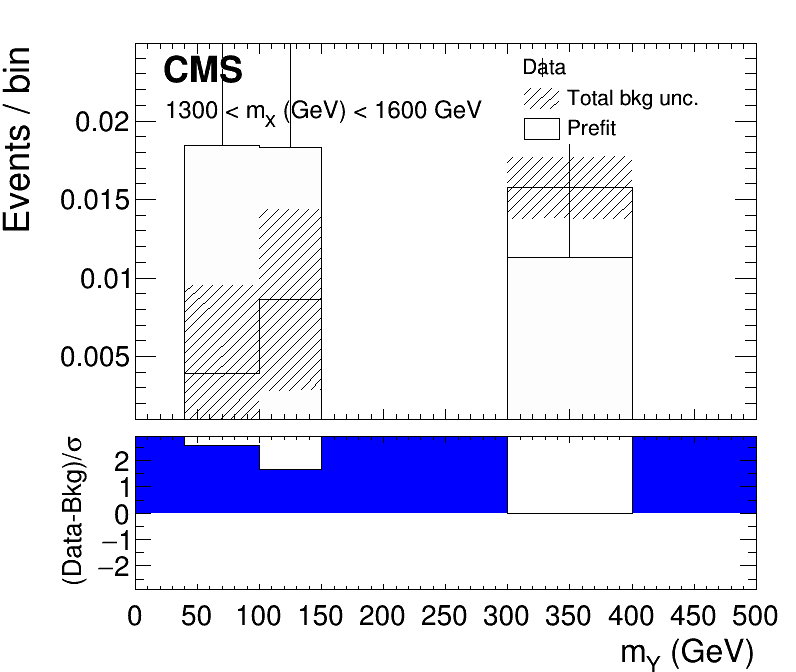 CMS
1300 < mX (GeV) < 1600 GeV
Data
Total bkg unc.
Prefit
Events / bin
0.02
0.015
0.01
0.005
(Data-Bkg)/σ
2
1
0
−1
−2
0 50 100 150 200 250 300 350 400 450 500
mY (GeV)